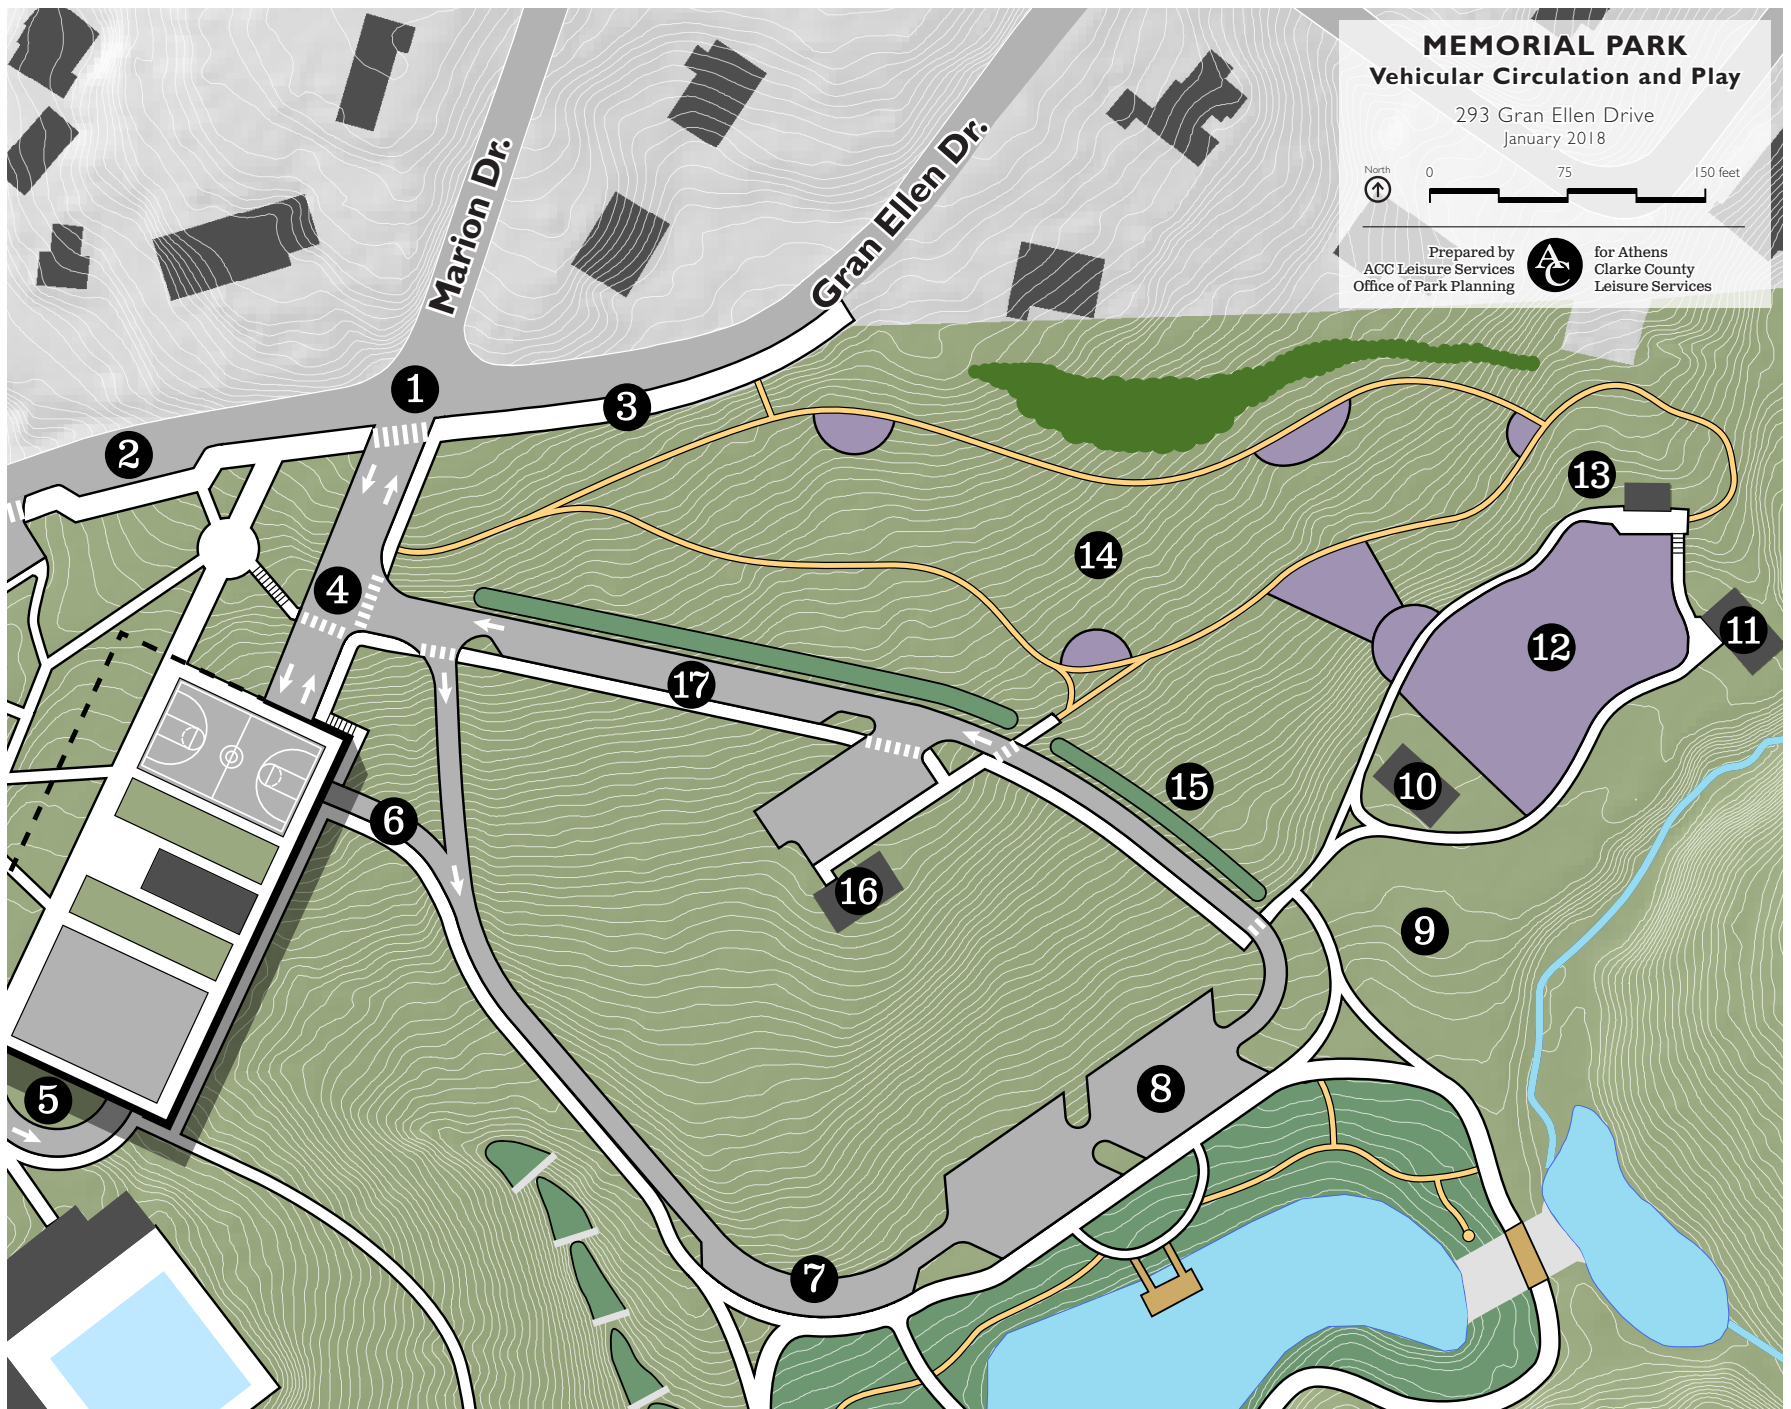 MEMORIAL PARK
Vehicular Circulation and Play
293 Gran Ellen Drive
January 2018
North
0 75 150 feet
Prepared by
ACC Leisure Services
Office of Park Planning
AC
for Athens
Clarke County
Leisure Services
Marion Dr.
Gran Ellen Dr.
1
2
3
4
5
6
7
8
9
10
11
12
13
14
15
16
17